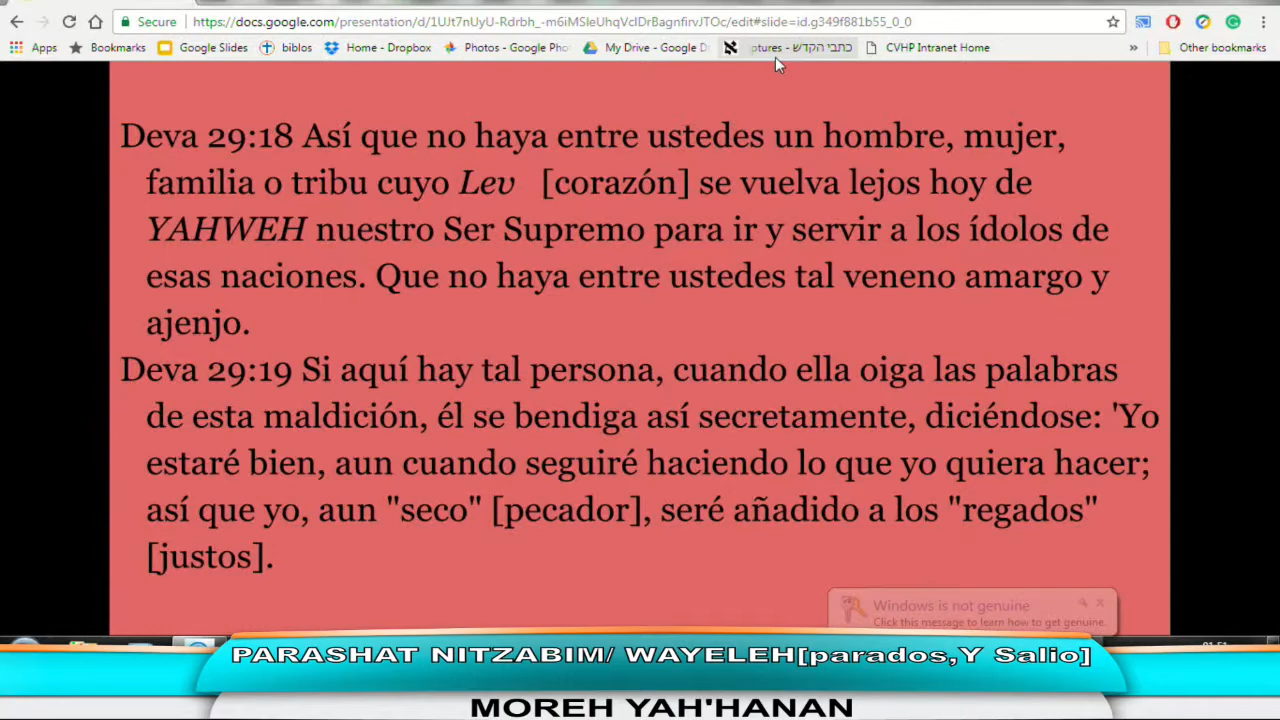 Secure https://docs.google.com/presentation/d/1UJt7nUyU-Rdrbh_-m6iMSIeUhqVcIDrBagnfirvJTOc/edit#slide=id.g349f881b55_0_0
Apps Bookmarks Google Slides biblos Home - Dropbox Photos - Google Pho My Drive - Google D ptures - כתבי הקדש CVHP Intranet Home » Other bookmarks
Deva 29:18 Así que no haya entre ustedes un hombre, mujer,
familia o tribu cuyo Lev [corazón] se vuelva lejos hoy de
YAHWEH nuestro Ser Supremo para ir y servir a los ídolos de
esas naciones. Que no haya entre ustedes tal veneno amargo y
ajenjo.
Deva 29:19 Si aquí hay tal persona, cuando ella oiga las palabras
de esta maldición, él se bendiga así secretamente, diciéndose: 'Yo
estaré bien, aun cuando seguiré haciendo lo que yo quiera hacer;
así que yo, aun "seco" [pecador], seré añadido a los "regados"
[justos].
Windows is not genuine
Click this message to learn how to get genuine.
PARASHAT NITZABIM/ WAYELEH[parados,Y Salio]
MOREH YAH'HANAN